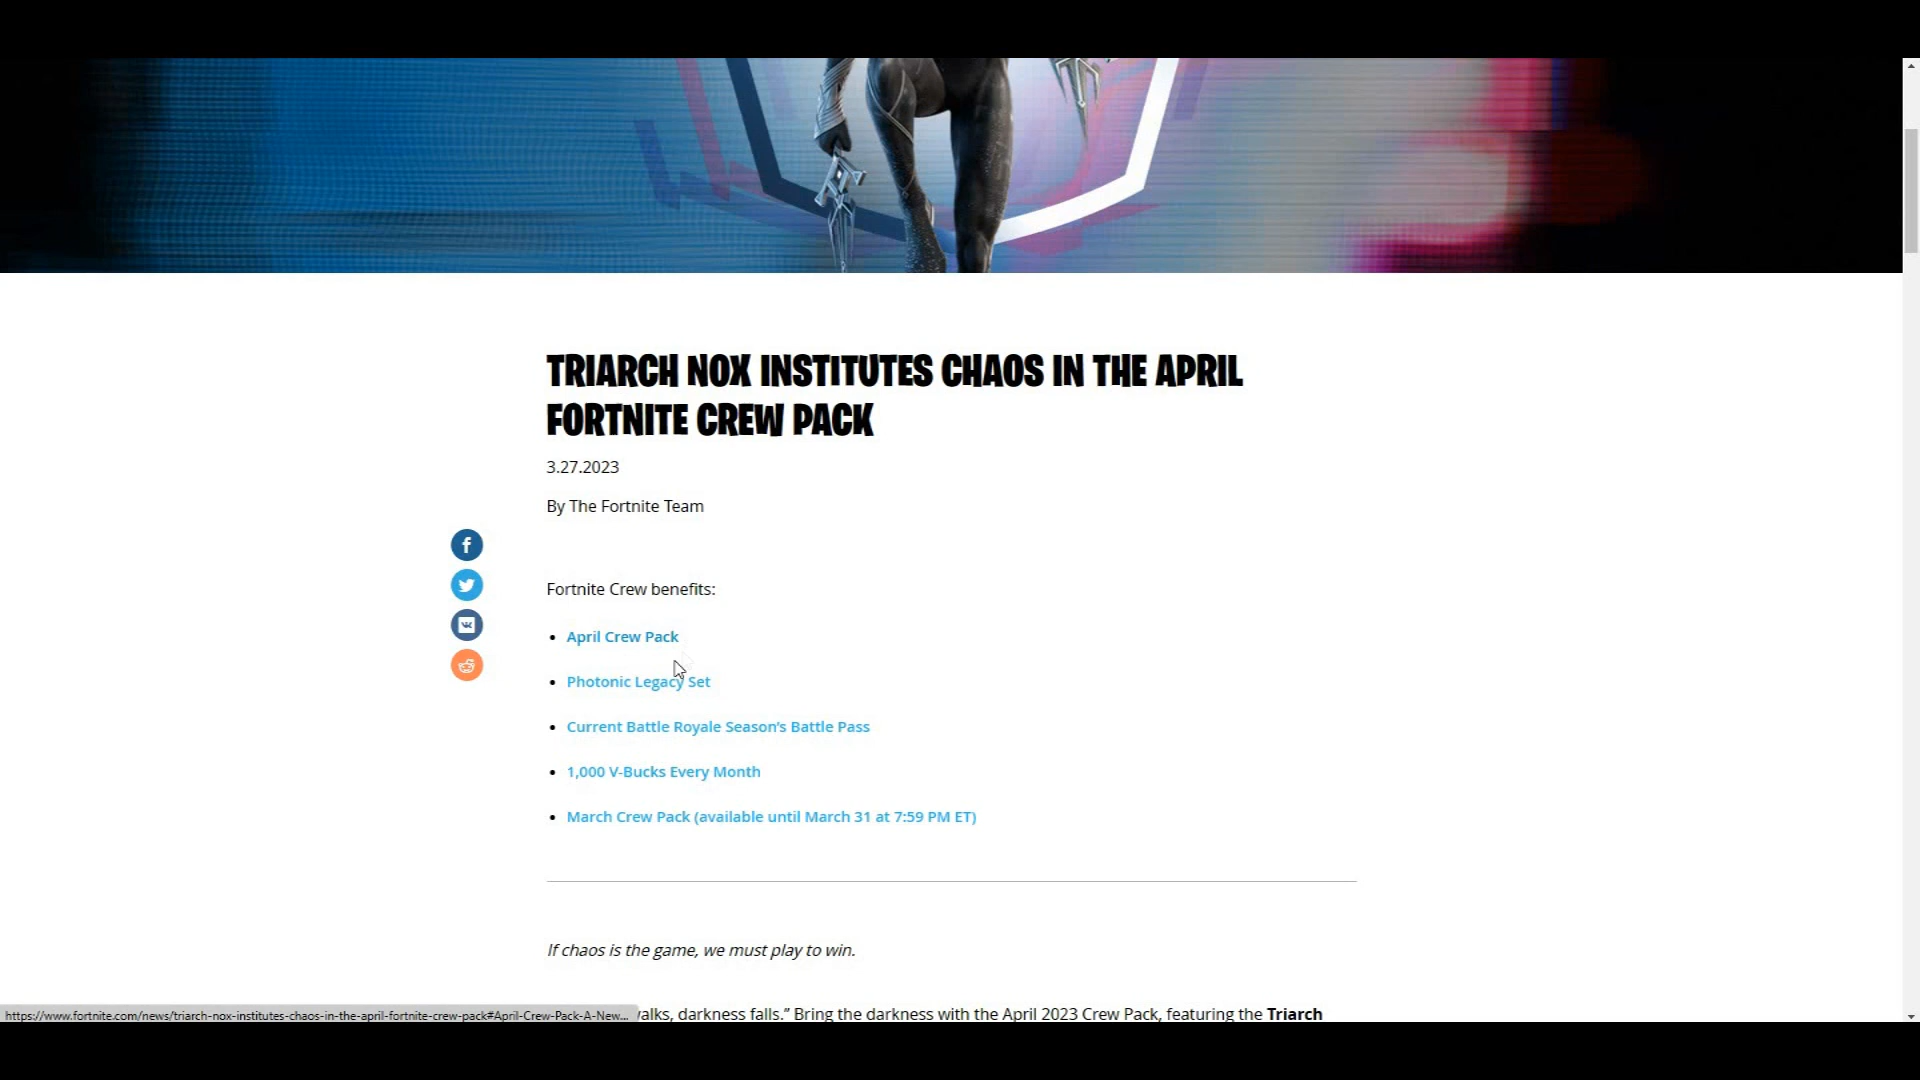 TRIARCH NOX INSTITUTES CHAOS IN THE APRIL
FORTNITE CREW PACK
3.27.2023
By The Fortnite Team
Fortnite Crew benefits:
• April Crew Pack
• Photonic Legacy Set
• Current Battle Royale Season's Battle Pass
• 1,000 V-Bucks Every Month
• March Crew Pack (available until March 31 at 7:59 PM ET)
If chaos is the game, we must play to win.
darkness falls.” Bring the darkness with the April 2023 Crew Pack, featuring the Triarch
https://www.fortnite.com/news/triarch-nox-institutes-chaos-in-the-april-fortnite-crew-pack#April-Crew-Pack-A-New...